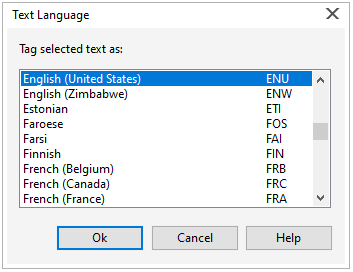 Text Language
Tag selected text as:
English (United States) ENU
English (Zimbabwe) ENW
Estonian ETI
Faroese FOS
Farsi FAI
Finnish FIN
French (Belgium) FRB
French (Canada) FRC
French (France) FRA
Ok Cancel Help